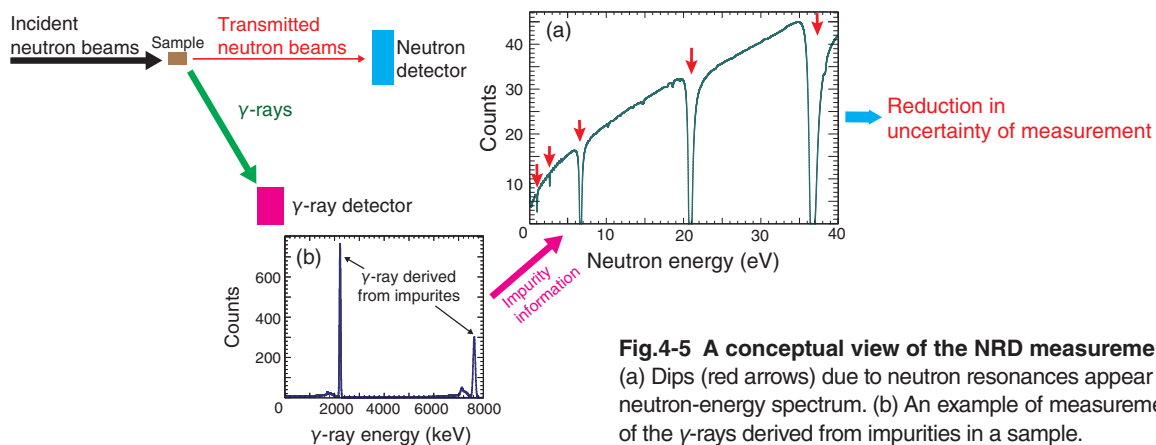 Incident
neutron beams
Sample
Transmitted
neutron beams
Neutron
detector
γ-rays
γ-ray detector
(a)
Counts
40
30
20
10
0 10 20 30 40
Neutron energy (eV)
Reduction in
uncertainty of measurement
Impurity
information
(b)
γ-ray derived
from impurites
Counts
600
400
200
0 2000 4000 6000 8000
γ-ray energy (keV)
Fig.4-5 A conceptual view of the NRD measureme
(a) Dips (red arrows) due to neutron resonances appear
neutron-energy spectrum. (b) An example of measureme
of the γ-rays derived from impurities in a sample.